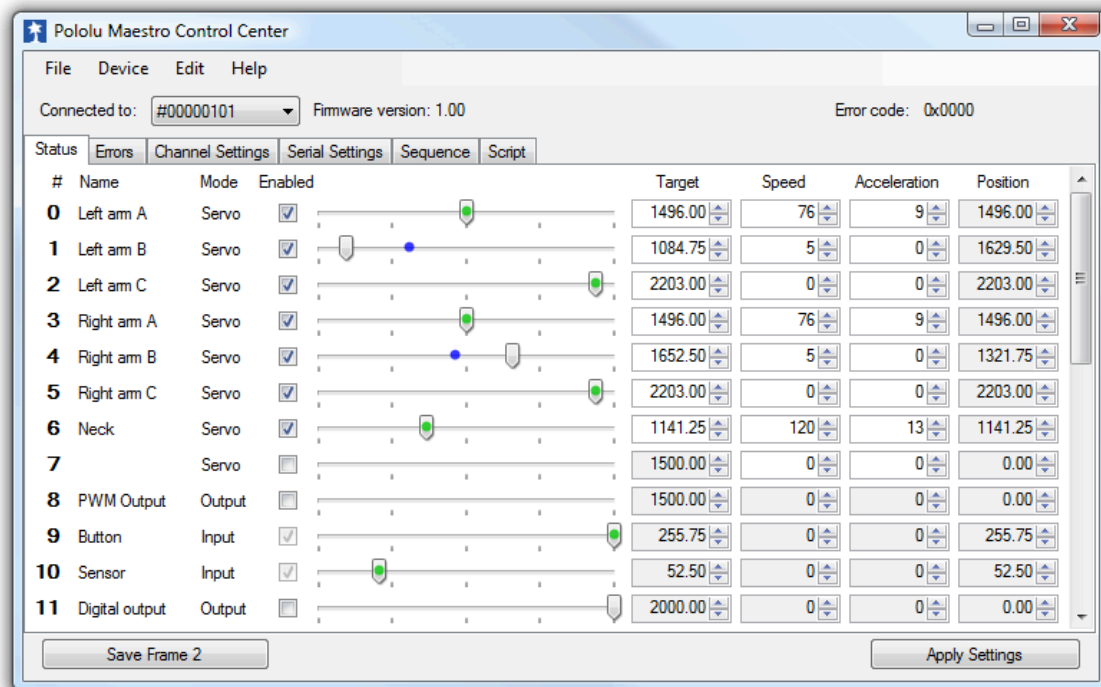 Pololu Maestro Control Center
File Device Edit Help
Connected to: #00000101 Firmware version: 1.00 Error code: 0x0000
Status Errors Channel Settings Serial Settings Sequence Script
# Name Mode Enabled Target Speed Acceleration Position
0 Left arm A Servo 1496.00 76 9 1496.00
1 Left arm B Servo 1084.75 5 0 1629.50
2 Left arm C Servo 2203.00 0 0 2203.00
3 Right arm A Servo 1496.00 76 9 1496.00
4 Right arm B Servo 1652.50 5 0 1321.75
5 Right arm C Servo 2203.00 0 0 2203.00
6 Neck Servo 1141.25 120 13 1141.25
7 Servo 1500.00 0 0 0.00
8 PWM Output Output 1500.00 0 0 0.00
9 Button Input 255.75 0 0 255.75
10 Sensor Input 52.50 0 0 52.50
11 Digital output Output 2000.00 0 0 0.00
Save Frame 2 Apply Settings